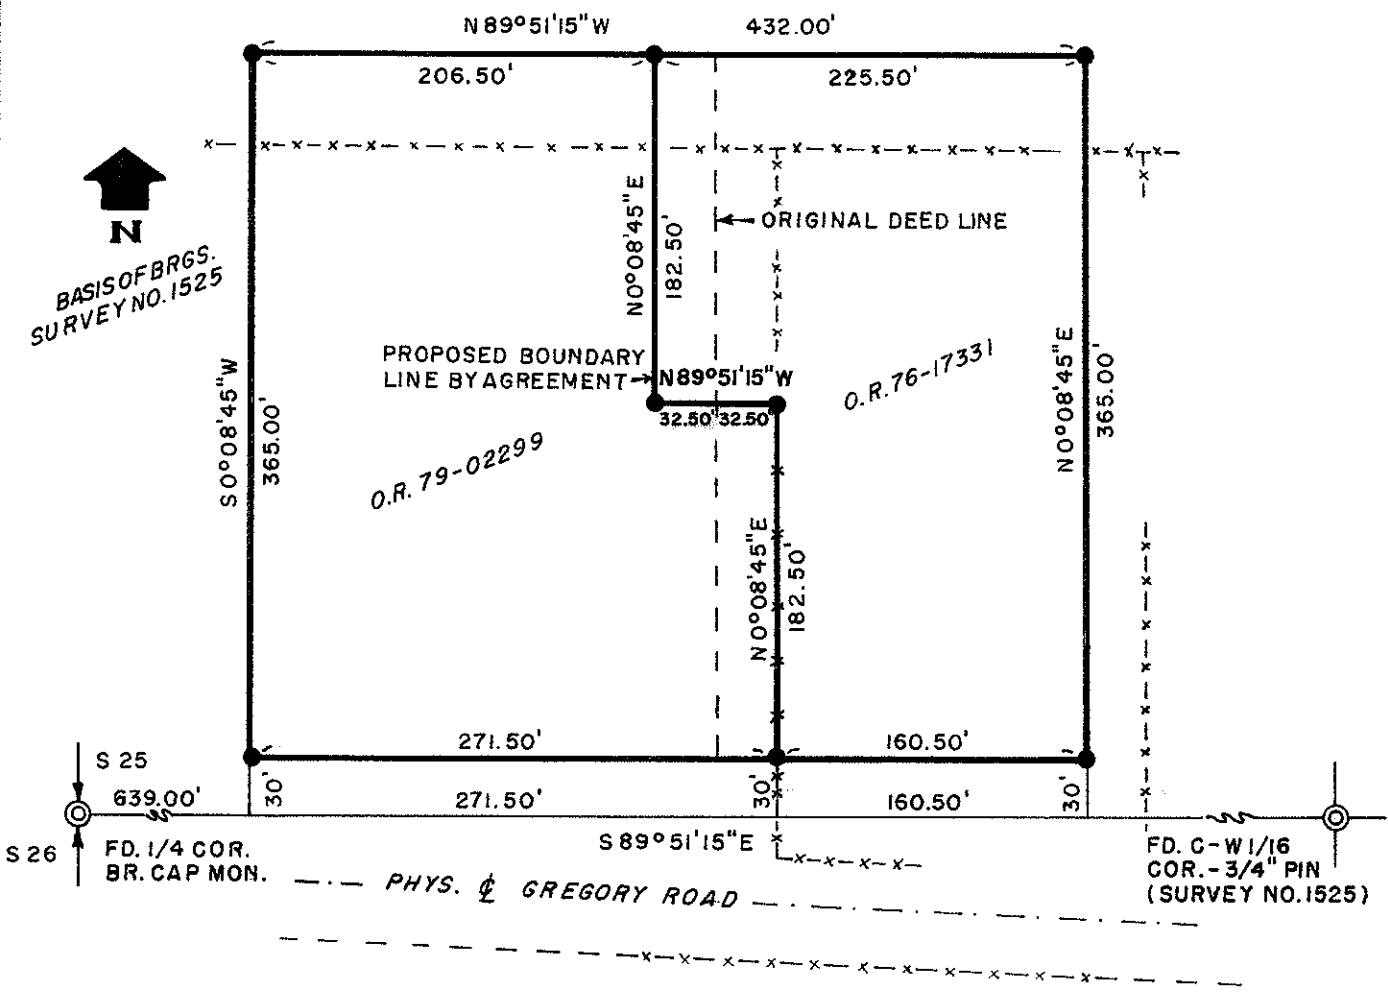 N 89°51'15" W 432.00'
206.50' 225.50'
N
BASIS OF BRGS.
SURVEY NO. 1525
N0°08'45" E
182.50'
ORIGINAL DEED LINE
PROPOSED BOUNDARY
LINE BY AGREEMENT
N89°51'15" W
32.50' 32.50'
O.R. 76-17331
N0°08'45" E
365.00'
S 0°08'45" W
365.00'
O.R. 79-02299
N0°08'45" E
182.50'
271.50' 160.50'
S 25
639.00' 30' 271.50' 30' 160.50' 30'
S 26
FD. 1/4 COR.
BR. CAP MON.
S 89°51'15" E
FD. C-W 1/16
COR. - 3/4" PIN
(SURVEY NO. 1525)
PHYS. ℄ GREGORY ROAD